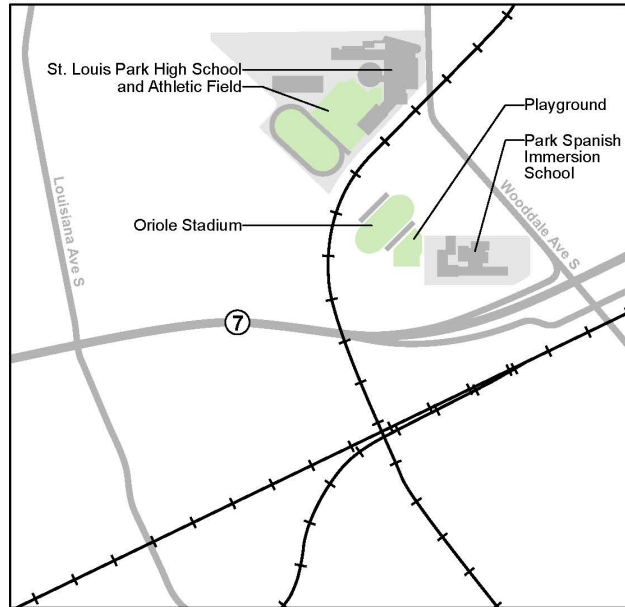 St. Louis Park High School
and Athletic Field
Playground
Park Spanish
Immersion
School
Oriole Stadium
Louisiana Ave S
Wooddale Ave S
7